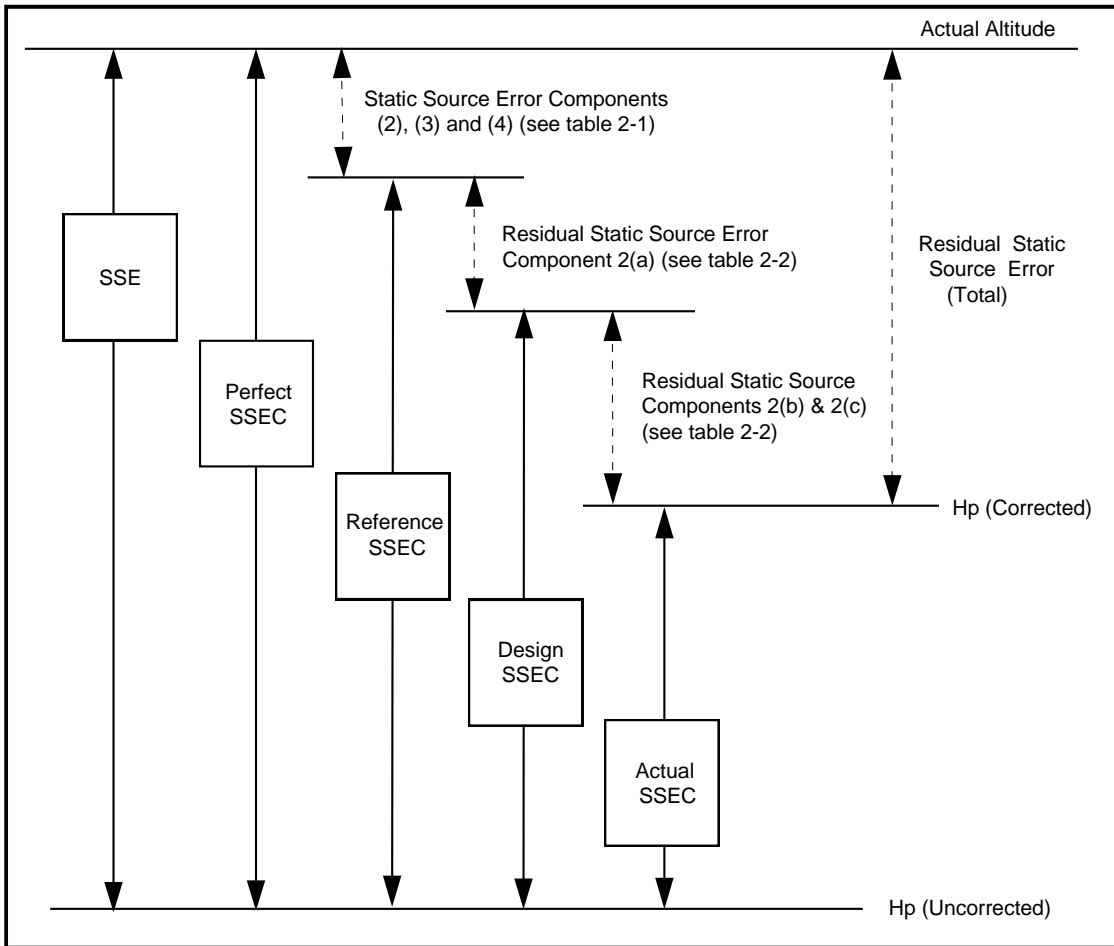 Actual Altitude
Static Source Error Components
(2), (3) and (4) (see table 2-1)
SSE
Residual Static Source Error
Component 2(a) (see table 2-2)
Residual Static
Source Error
(Total)
Perfect
SSEC
Residual Static Source
Components 2(b) & 2(c)
(see table 2-2)
Reference
SSEC
Hp (Corrected)
Design
SSEC
Actual
SSEC
Hp (Uncorrected)